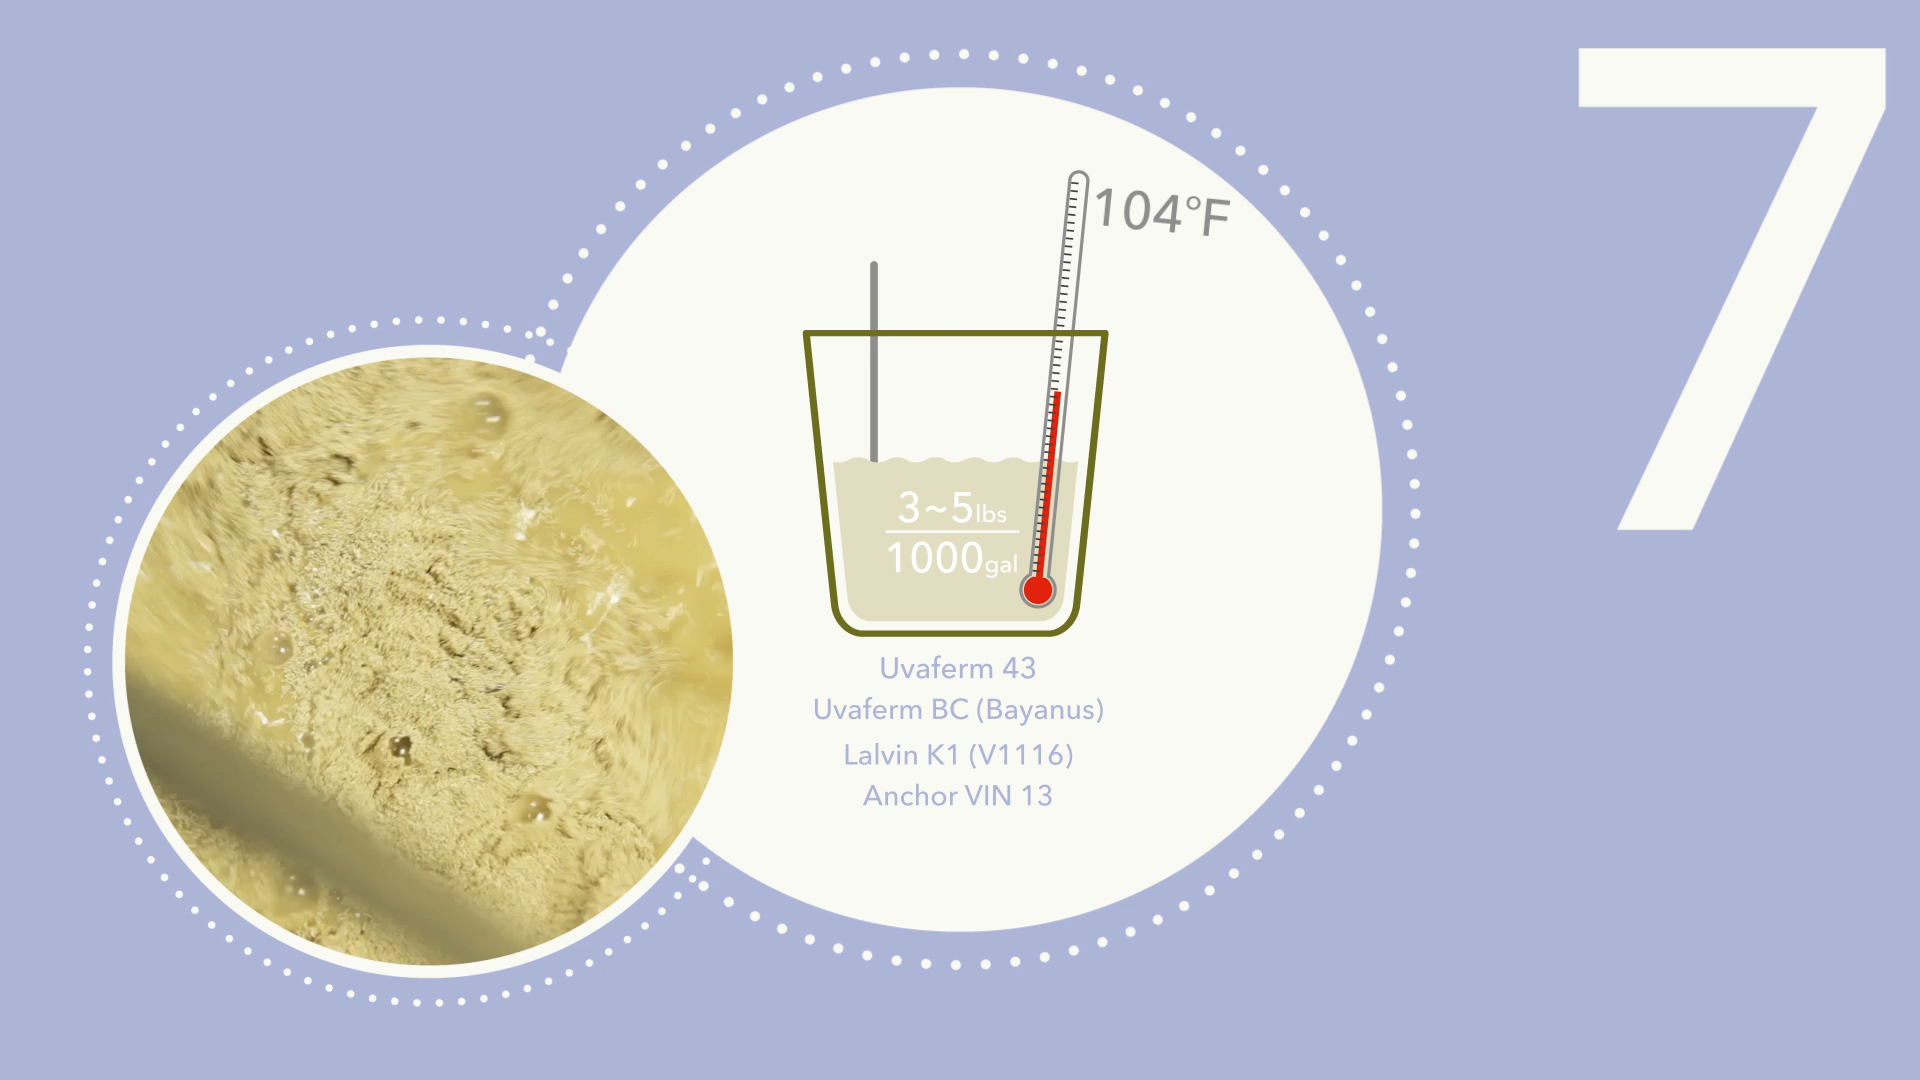 7
104°F
3~5lbs
1000gal
Uvaferm 43
Uvaferm BC (Bayanus)
Lalvin K1 (V1116)
Anchor VIN 13